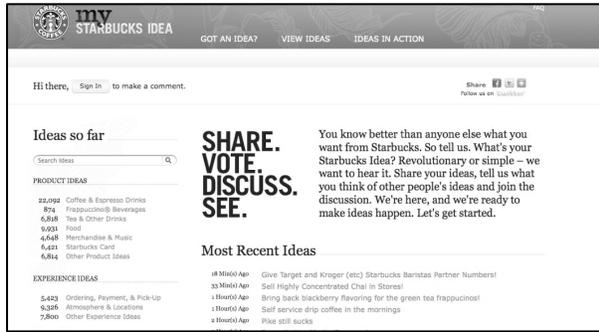 STARBUCKS
COFFEE
my
STARBUCKS IDEA
FAQ
GOT AN IDEA? VIEW IDEAS IDEAS IN ACTION
Hi there, Sign In to make a comment.
Share
Follow us on twitter
Ideas so far
Search Ideas
PRODUCT IDEAS
22,092 Coffee & Espresso Drinks
874 Frappuccino® Beverages
6,818 Tea & Other Drinks
9,931 Food
4,648 Merchandise & Music
6,421 Starbucks Card
6,814 Other Product Ideas
EXPERIENCE IDEAS
5,423 Ordering, Payment, & Pick-Up
9,326 Atmosphere & Locations
7,800 Other Experience Ideas
SHARE.
VOTE.
DISCUSS.
SEE.
You know better than anyone else what you
want from Starbucks. So tell us. What's your
Starbucks Idea? Revolutionary or simple – we
want to hear it. Share your ideas, tell us what
you think of other people's ideas and join the
discussion. We're here, and we're ready to
make ideas happen. Let's get started.
Most Recent Ideas
18 Min(s) Ago Give Target and Kroger (etc) Starbucks Baristas Partner Numbers!
33 Min(s) Ago Sell Highly Concentrated Chai in Stores!
1 Hour(s) Ago Bring back blackberry flavoring for the green tea frappucinos!
1 Hour(s) Ago Self service drip coffee in the mornings
2 Hour(s) Ago Pike still sucks